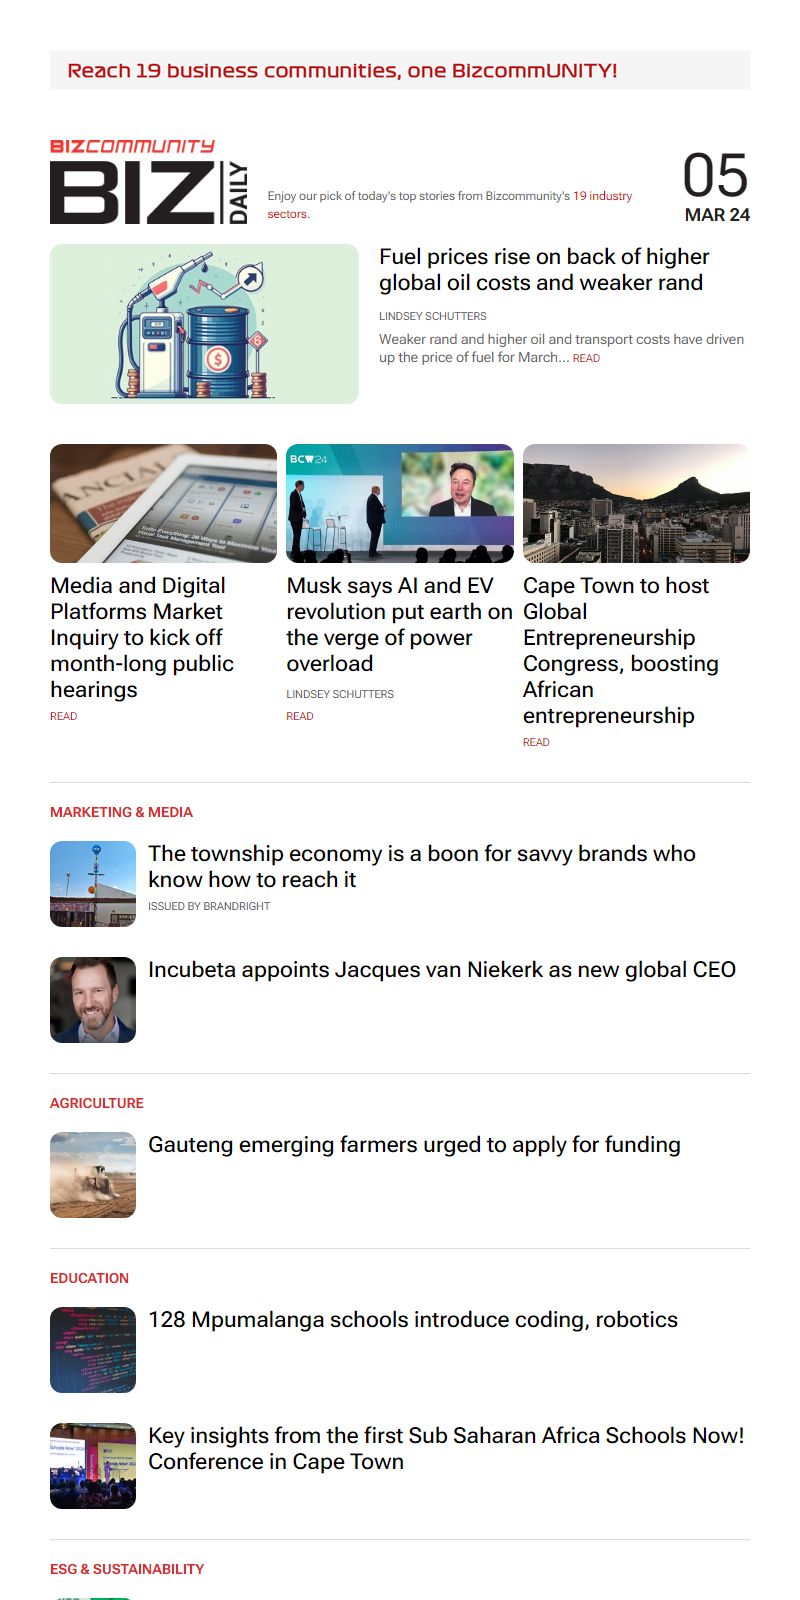 Reach 19 business communities, one BizcommUNITY!
BIZCOMMUNITY
BIZ
DAILY
Enjoy our pick of today's top stories from Bizcommunity's 19 industry
sectors.
05
MAR 24
$
6
Fuel prices rise on back of higher
global oil costs and weaker rand
LINDSEY SCHUTTERS
Weaker rand and higher oil and transport costs have driven
up the price of fuel for March... READ
BCW24
Media and Digital
Platforms Market
Inquiry to kick off
month-long public
hearings
READ
Musk says AI and EV
revolution put earth on
the verge of power
overload
LINDSEY SCHUTTERS
READ
Cape Town to host
Global
Entrepreneurship
Congress, boosting
African
entrepreneurship
READ
MARKETING & MEDIA
The township economy is a boon for savvy brands who
know how to reach it
ISSUED BY BRANDRIGHT
Incubeta appoints Jacques van Niekerk as new global CEO
AGRICULTURE
Gauteng emerging farmers urged to apply for funding
EDUCATION
128 Mpumalanga schools introduce coding, robotics
Key insights from the first Sub Saharan Africa Schools Now!
Conference in Cape Town
ESG & SUSTAINABILITY